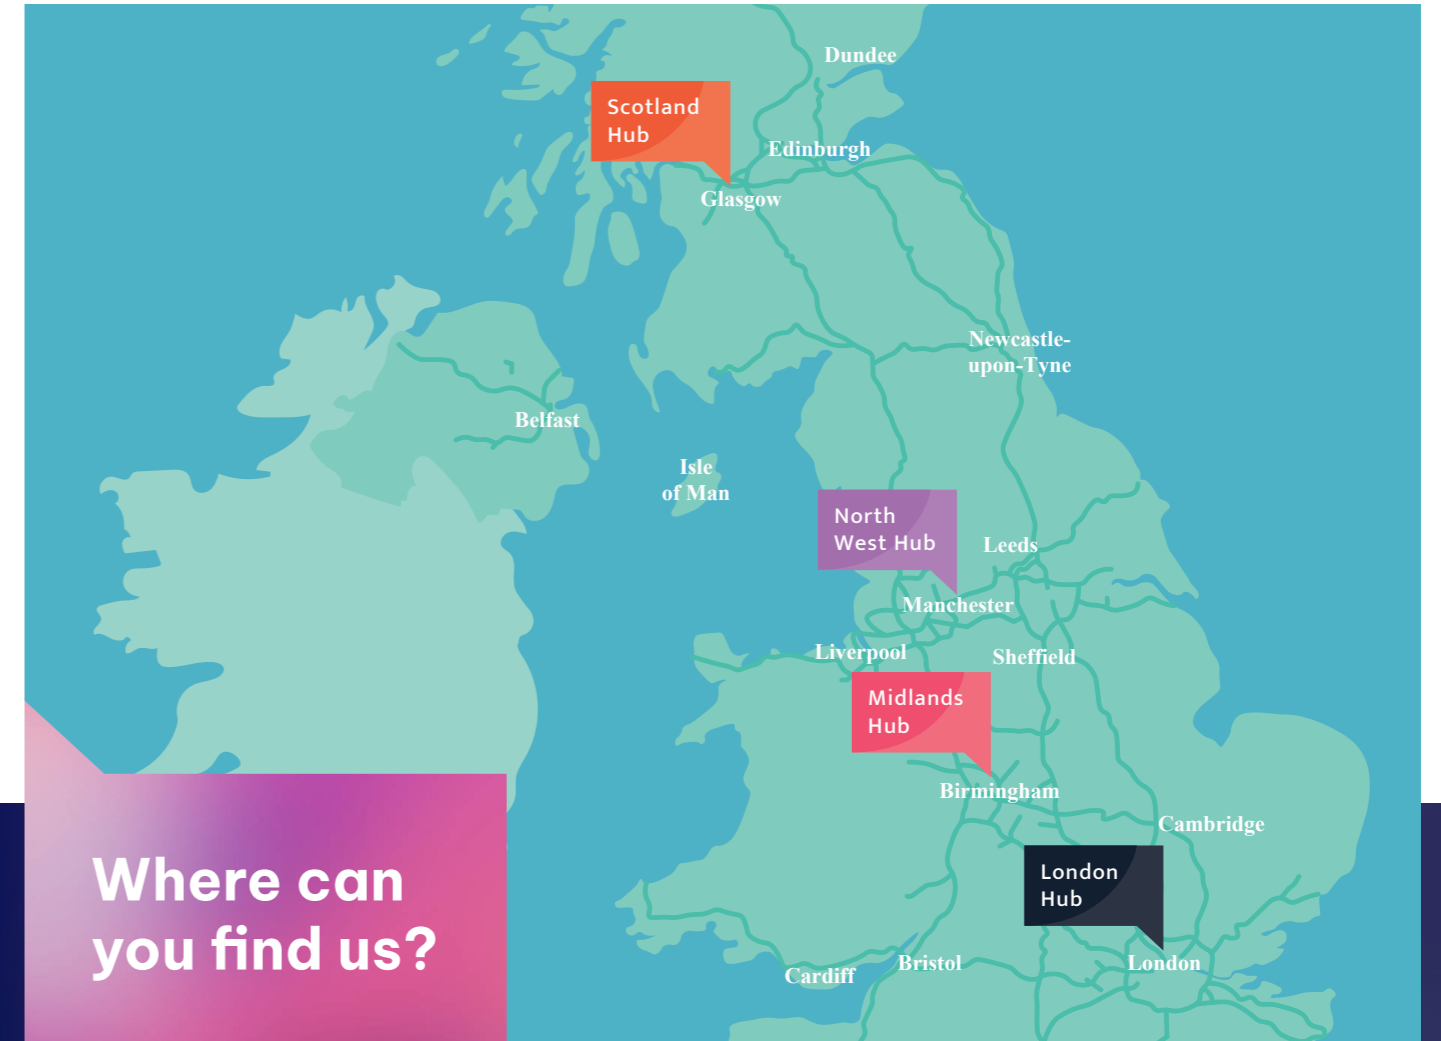 Dundee
Scotland
Hub
Edinburgh
Glasgow
Newcastle-
upon-Tyne
Belfast
Isle
of Man
North
West Hub
Leeds
Manchester
Liverpool
Sheffield
Midlands
Hub
Birmingham
Cambridge
London
Hub
Where can
you find us?
Cardiff
Bristol
London